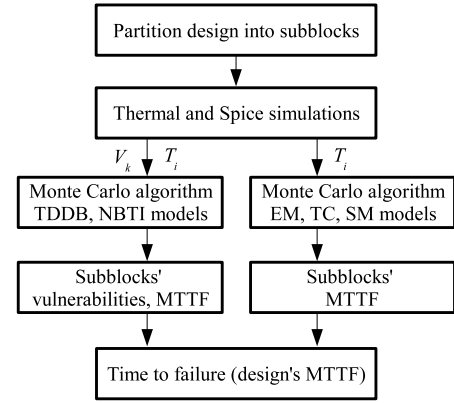 Partition design into subblocks
Thermal and Spice simulations
V_k T_i
T_i
Monte Carlo algorithm
TDDB, NBTI models
Monte Carlo algorithm
EM, TC, SM models
Subblocks'
vulnerabilities, MTTF
Subblocks'
MTTF
Time to failure (design's MTTF)